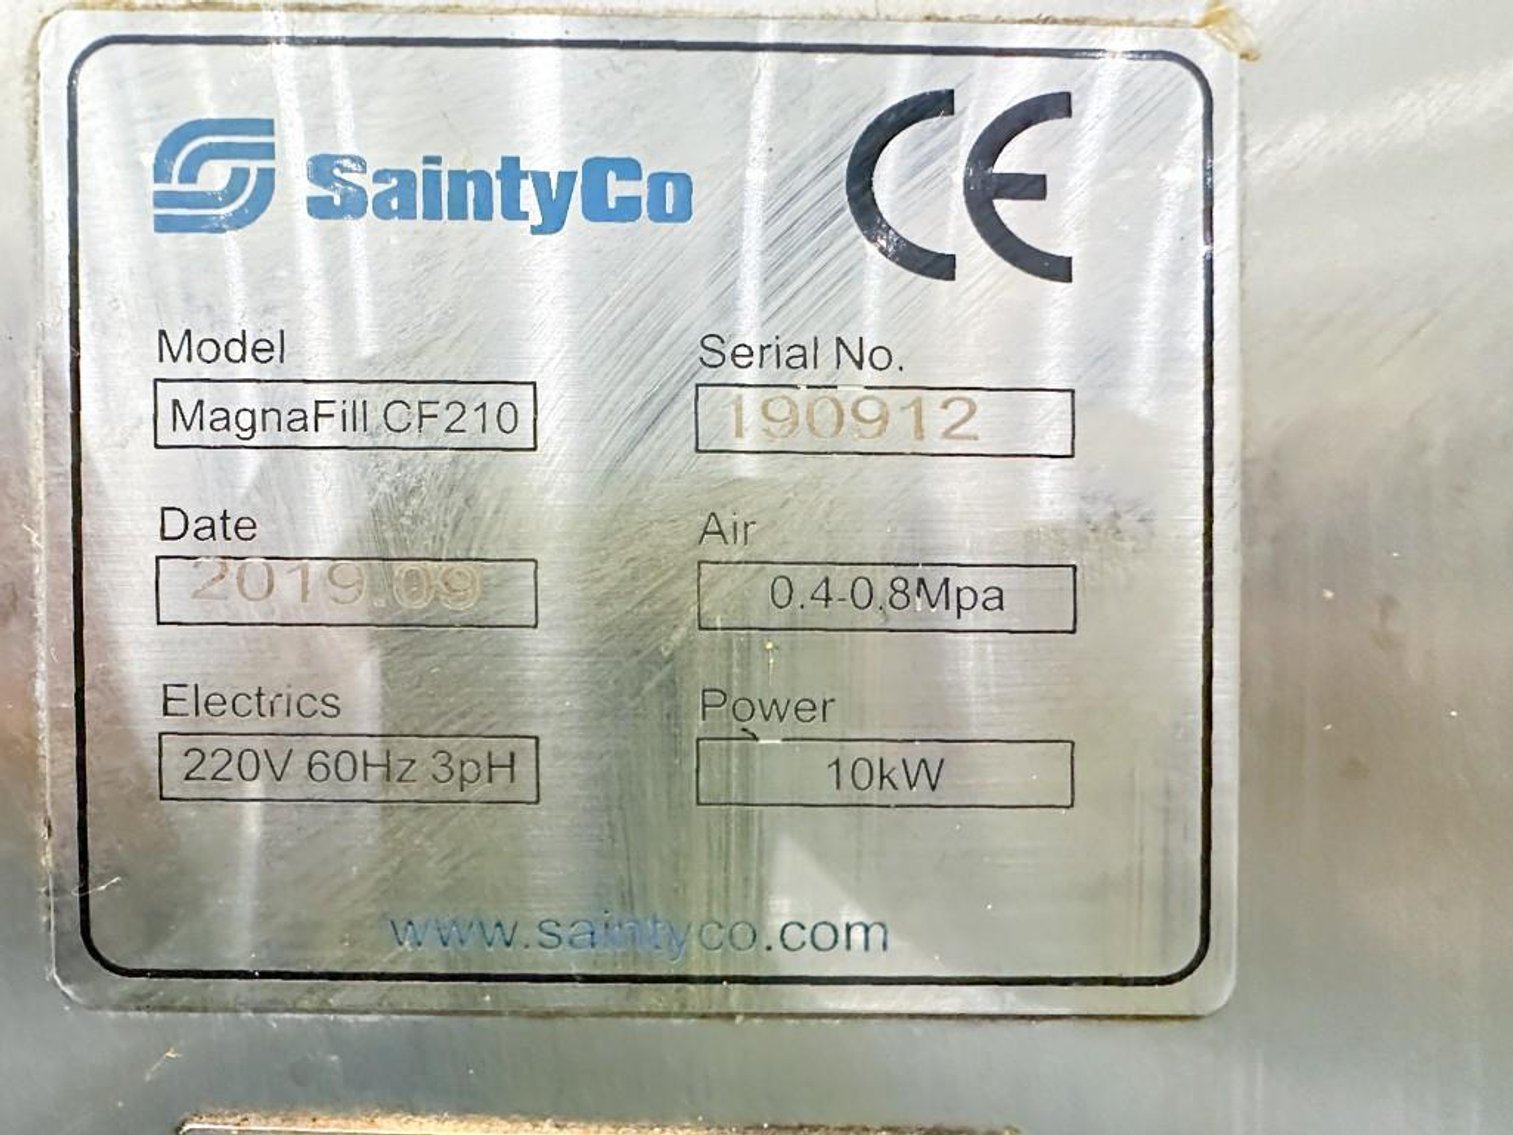 SaintyCo CE
Model Serial No.
MagnaFill CF210 190912
Date Air
2019.09 0.4-0.8Mpa
Electrics Power
220V 60Hz 3pH 10kW
www.saintyco.com